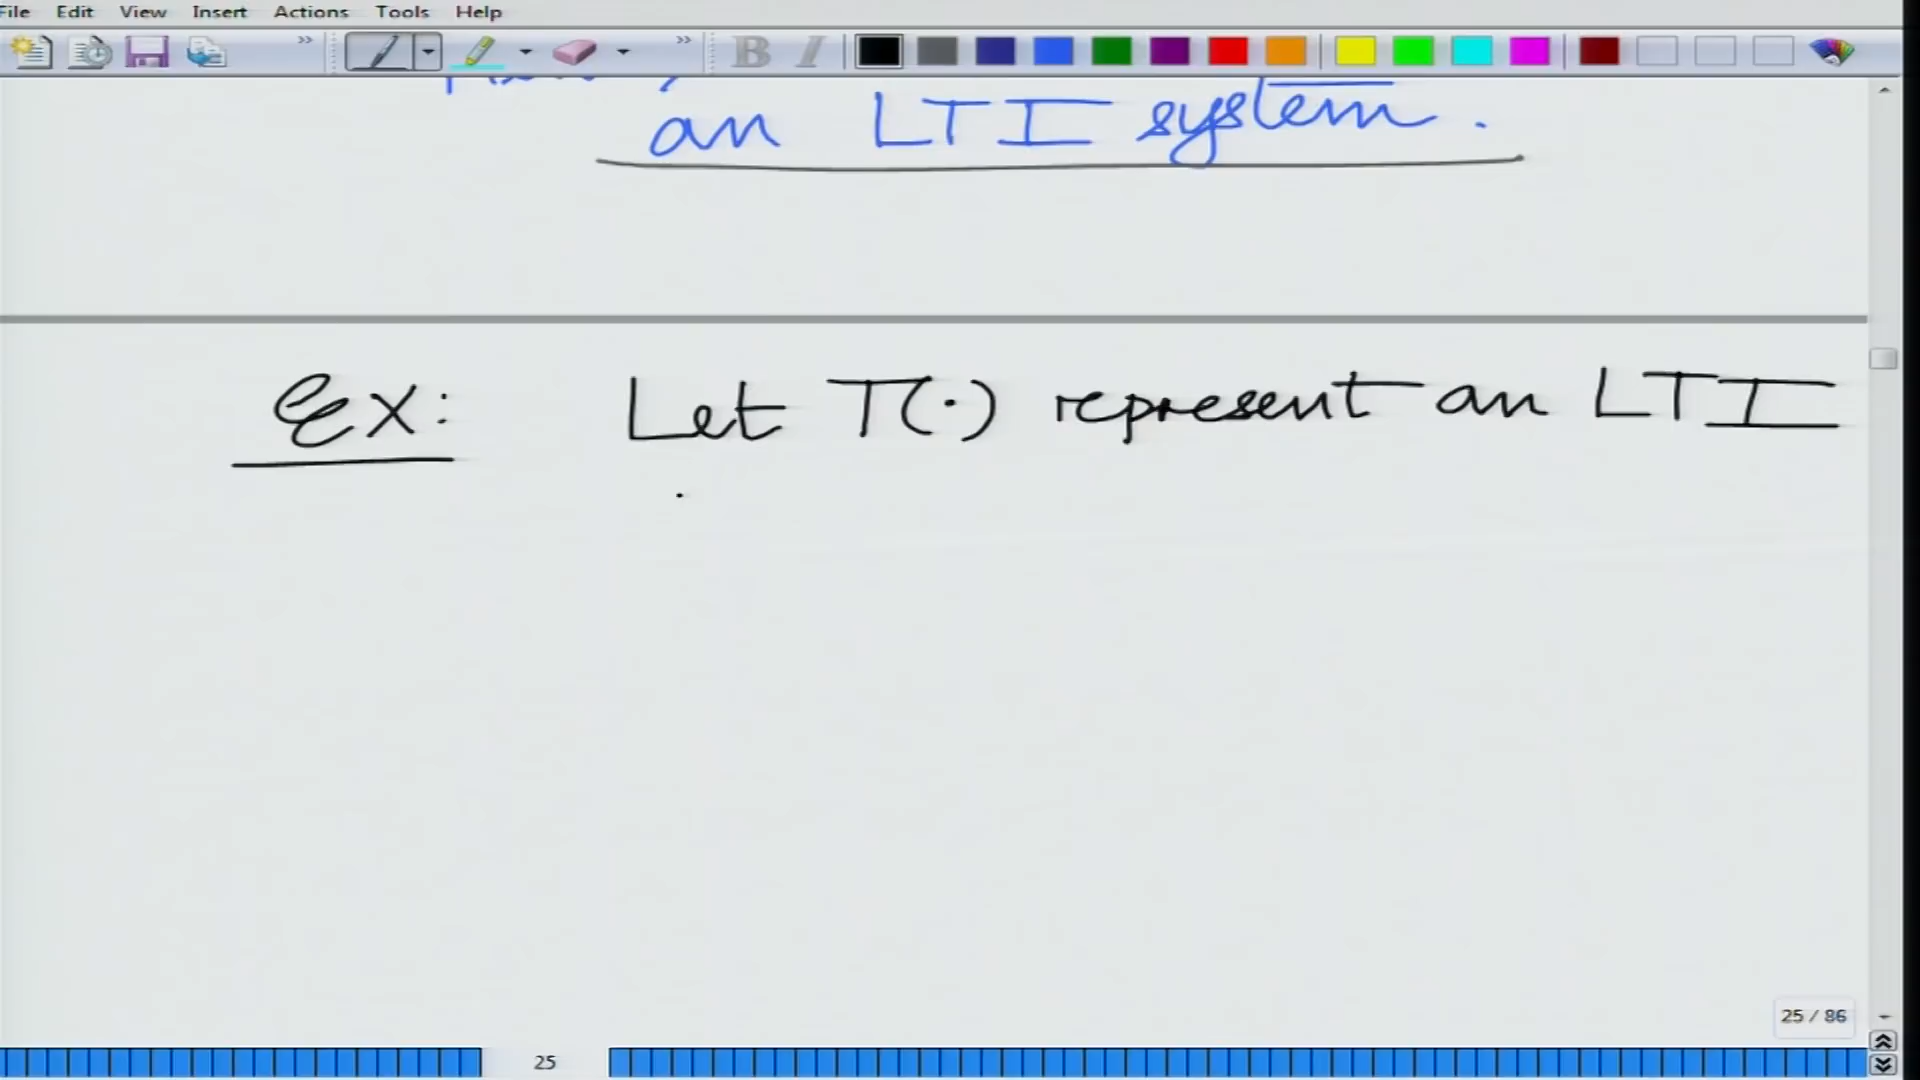 File Edit View Insert Actions Tools Help
B I
an LTI system.
Ex: Let T(·) represent an LTI
25 / 86
25